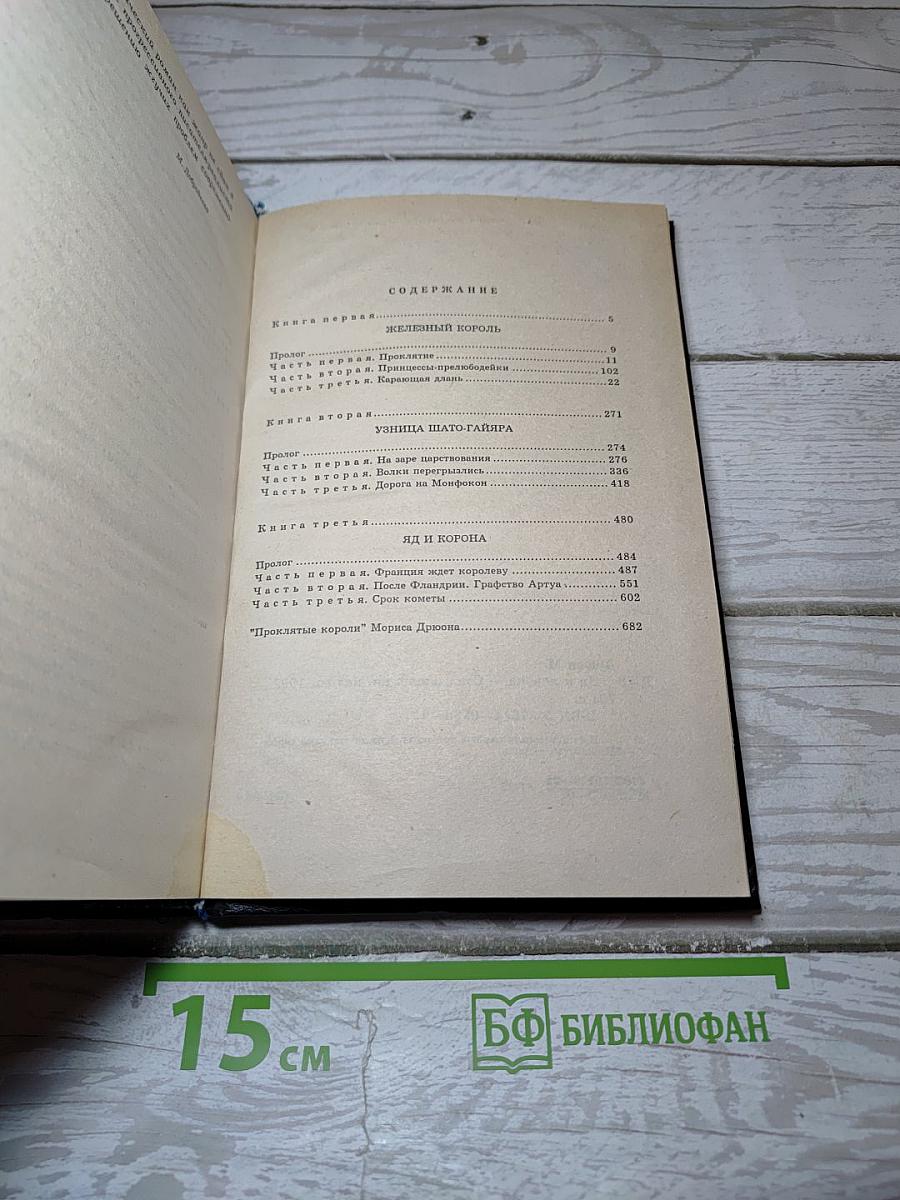 СОДЕРЖАНИЕ
Книга первая........5
ЖЕЛЕЗНЫЙ КОРОЛЬ
Пролог........9
Часть первая. Проклятие........11
Часть вторая. Принцессы-прелюбодейки........102
Часть третья. Карающая длань........22
Книга вторая........271
УЗНИЦА ШАТО-ГАЙЯРА
Пролог........274
Часть первая. На заре царствования........276
Часть вторая. Волки перегрызлись........336
Часть третья. Дорога на Монфокон........418
Книга третья........480
ЯД И КОРОНА
Пролог........484
Часть первая. Франция ждет королеву........487
Часть вторая. После Фландрии. Графство Артуа........551
Часть третья. Срок кометы........602
"Проклятые короли" Мориса Дрюона........682
15 см
БФ БИБЛИОФАН